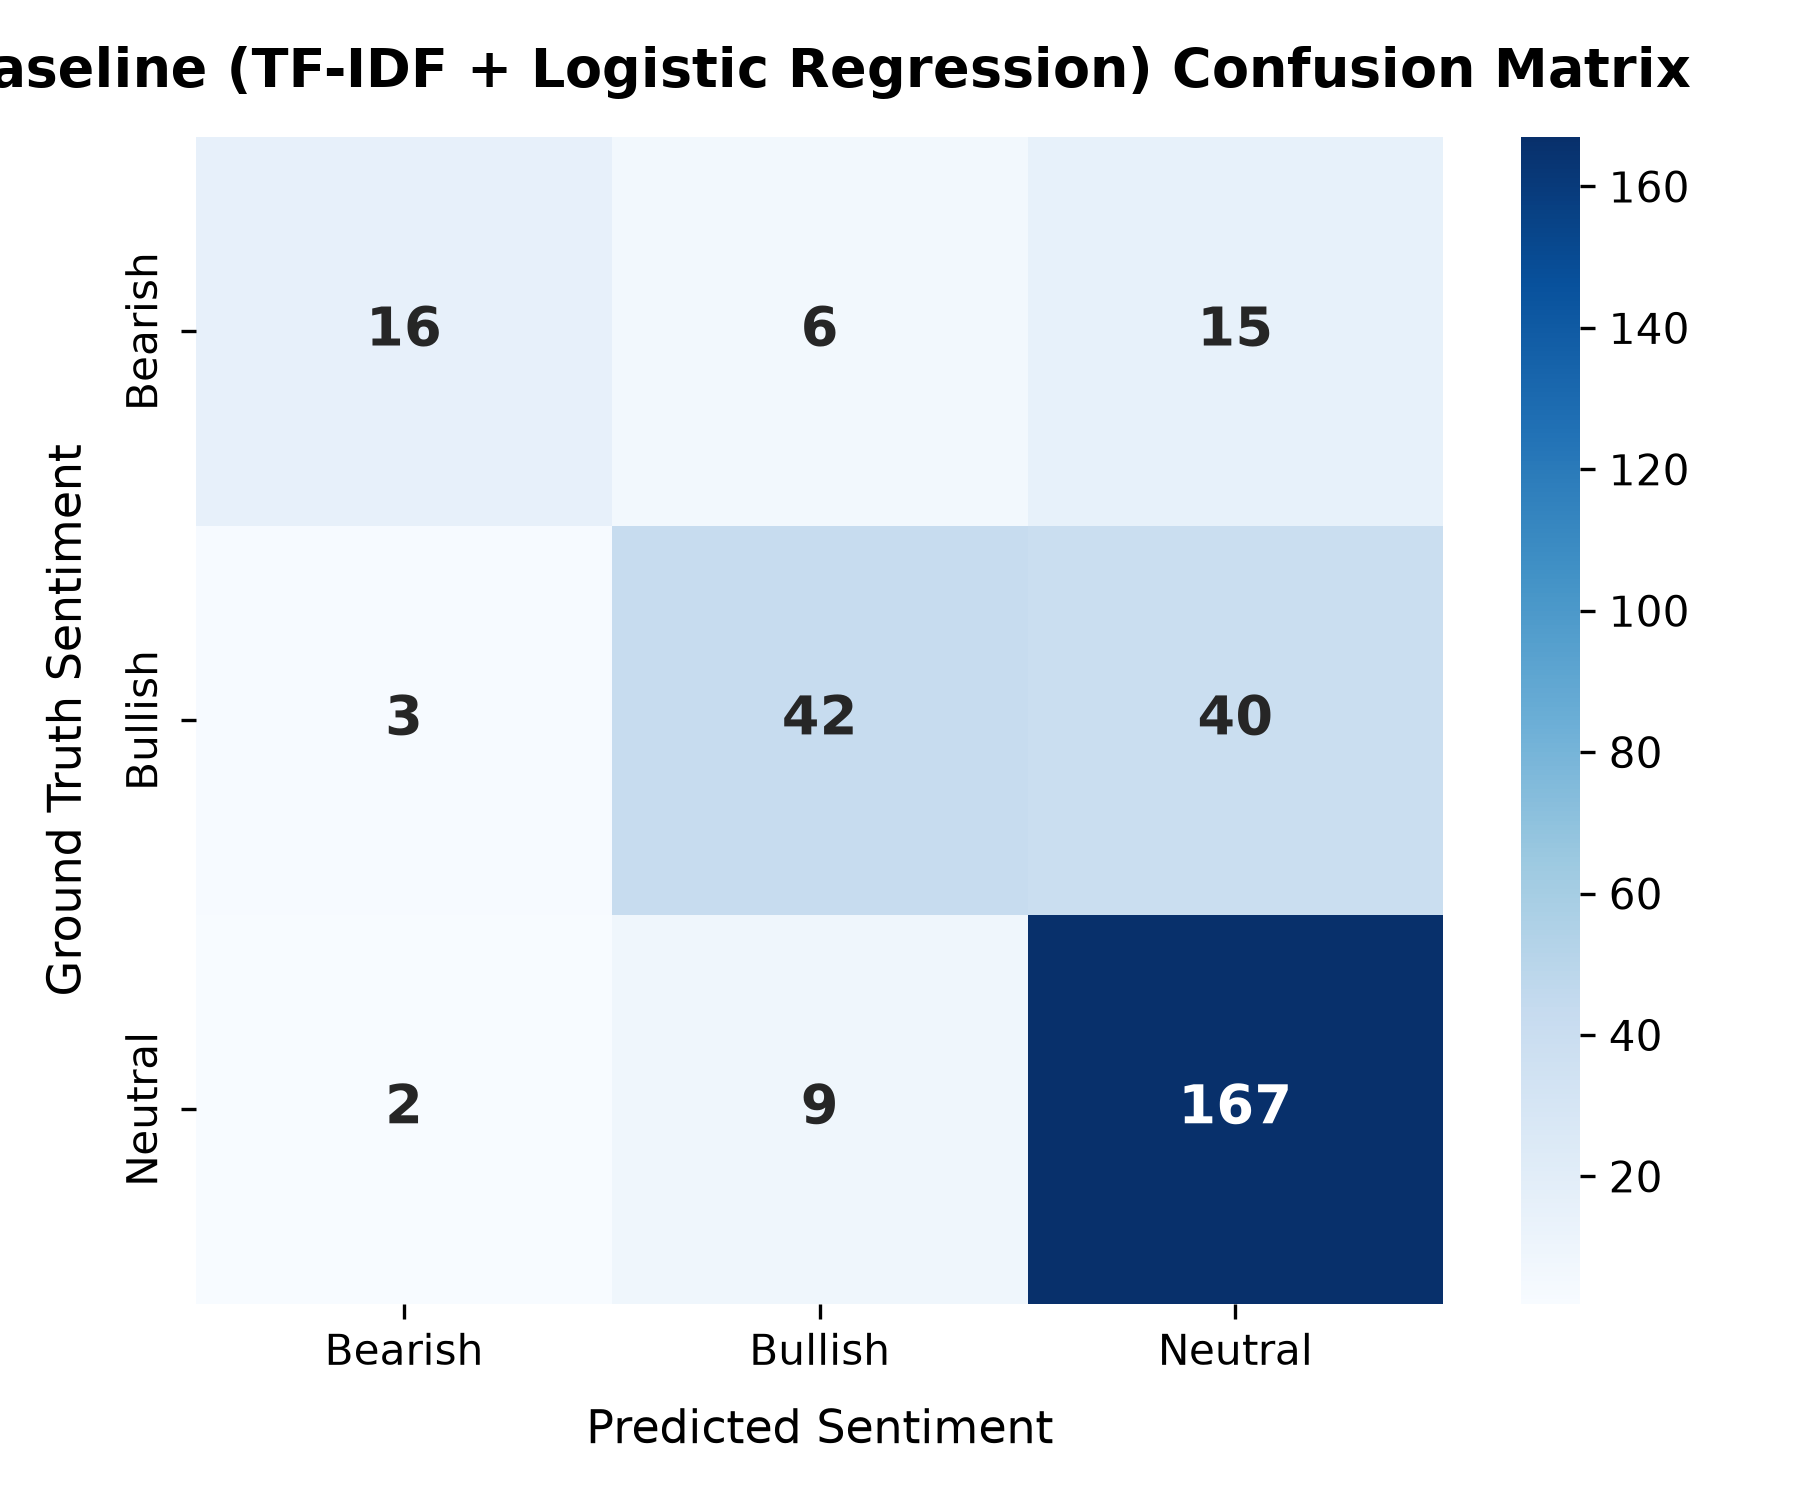 aseline (TF-IDF + Logistic Regression) Confusion Matrix
Ground Truth Sentiment
Bearish
16 6 15
Bullish
3 42 40
Neutral
2 9 167
Bearish Bullish Neutral
Predicted Sentiment
160
140
120
100
80
60
40
20